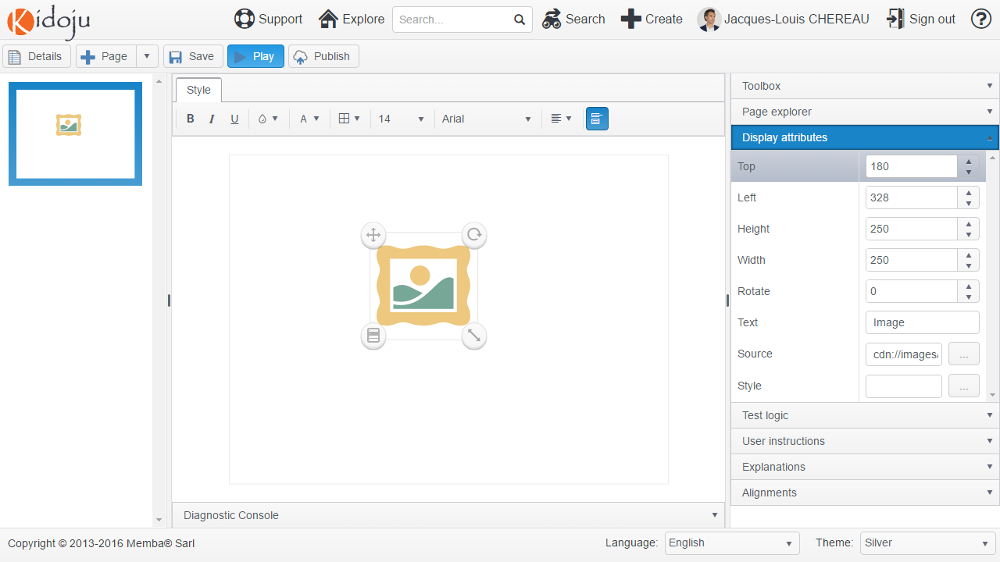 Kidoju
Support
Explore
Search...
Search
Create
Jacques-Louis CHEREAU
Sign out
Details
Page
Save
Play
Publish
Style
B I U A 14 Arial
Toolbox
Page explorer
Display attributes
Top 180
Left 328
Height 250
Width 250
Rotate 0
Text Image
Source cdn://images/ ...
Style ...
Test logic
User instructions
Explanations
Alignments
Diagnostic Console
Copyright © 2013-2016 Memba® Sarl
Language: English
Theme: Silver